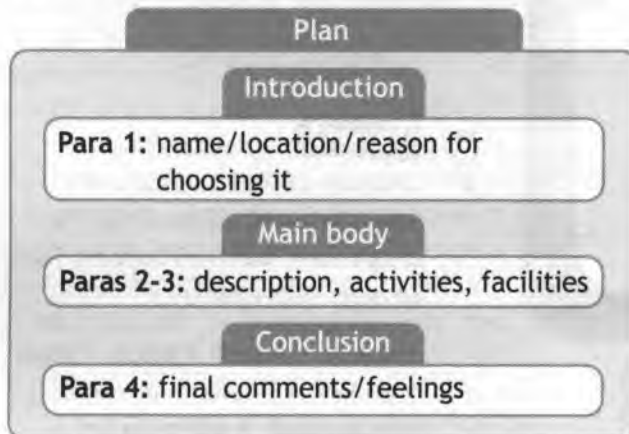 Plan
Introduction
Para 1: name/location/reason for
choosing it
Main body
Paras 2-3: description, activities, facilities
Conclusion
Para 4: final comments/feelings